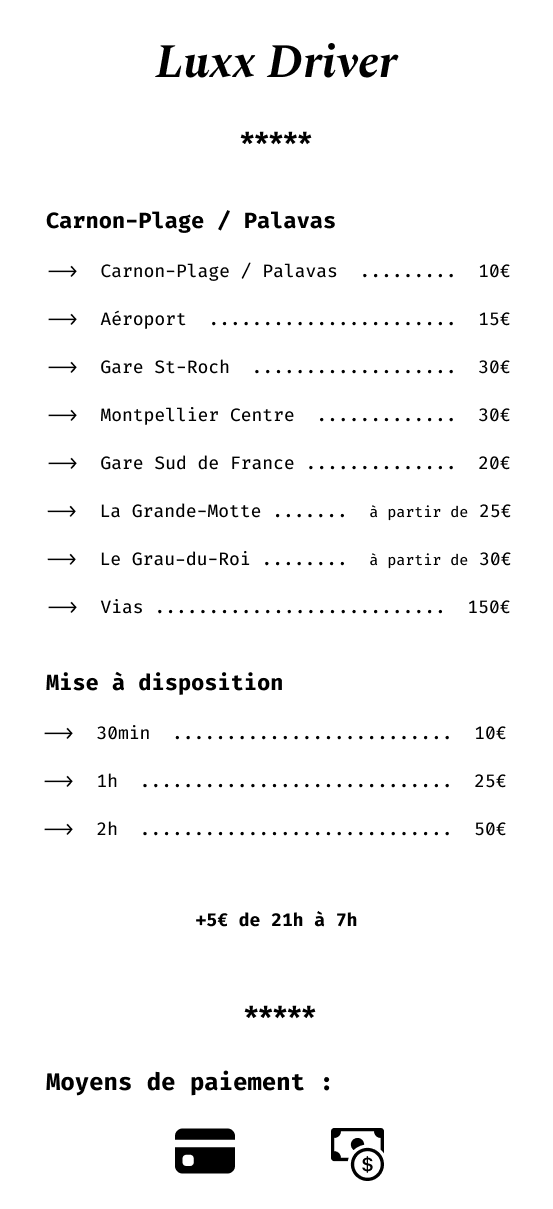 Luxx Driver
*****
Carnon-Plage / Palavas
⟶ Carnon-Plage / Palavas ......... 10€
⟶ Aéroport ....................... 15€
⟶ Gare St-Roch ................... 30€
⟶ Montpellier Centre ............. 30€
⟶ Gare Sud de France .............. 20€
⟶ La Grande-Motte ....... à partir de 25€
⟶ Le Grau-du-Roi ........ à partir de 30€
⟶ Vias ........................... 150€
Mise à disposition
⟶ 30min .......................... 10€
⟶ 1h ............................. 25€
⟶ 2h ............................. 50€
+5€ de 21h à 7h
*****
Moyens de paiement :
$